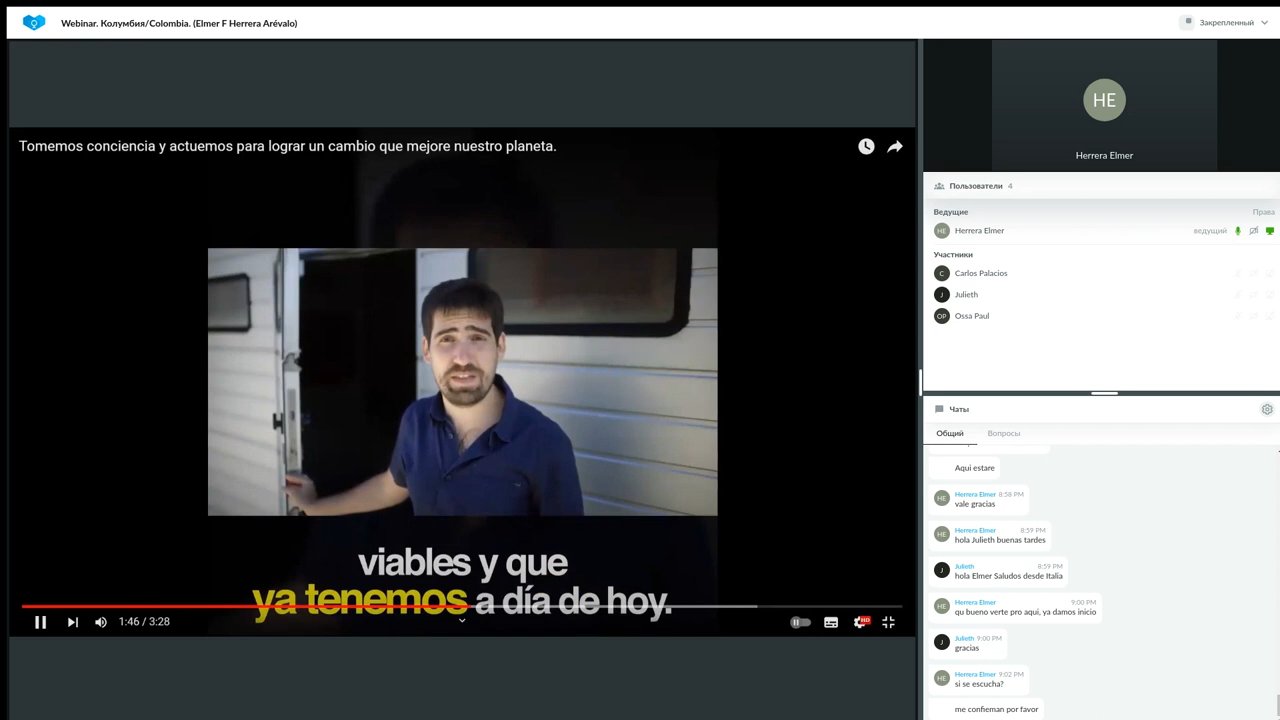 Webinar. Колумбия/Colombia. (Elmer F Herrera Arévalo)
Закрепленный
Tomemos conciencia y actuemos para lograr un cambio que mejore nuestro planeta.
viables y que
ya tenemos a día de hoy.
1:46 / 3:28
HD
HE
Herrera Elmer
Пользователи 4
Ведущие Права
HE Herrera Elmer ведущий
Участники
C Carlos Palacios
J Julieth
OP Ossa Paul
Чаты
Общий Вопросы
Aqui estare
HE Herrera Elmer 8:58 PM
vale gracias
HE Herrera Elmer 8:59 PM
hola Julieth buenas tardes
J Julieth 8:59 PM
hola Elmer Saludos desde Italia
HE Herrera Elmer 9:00 PM
qu bueno verte pro aqui, ya damos inicio
J Julieth 9:00 PM
gracias
HE Herrera Elmer 9:02 PM
si se escucha?
me confieman por favor